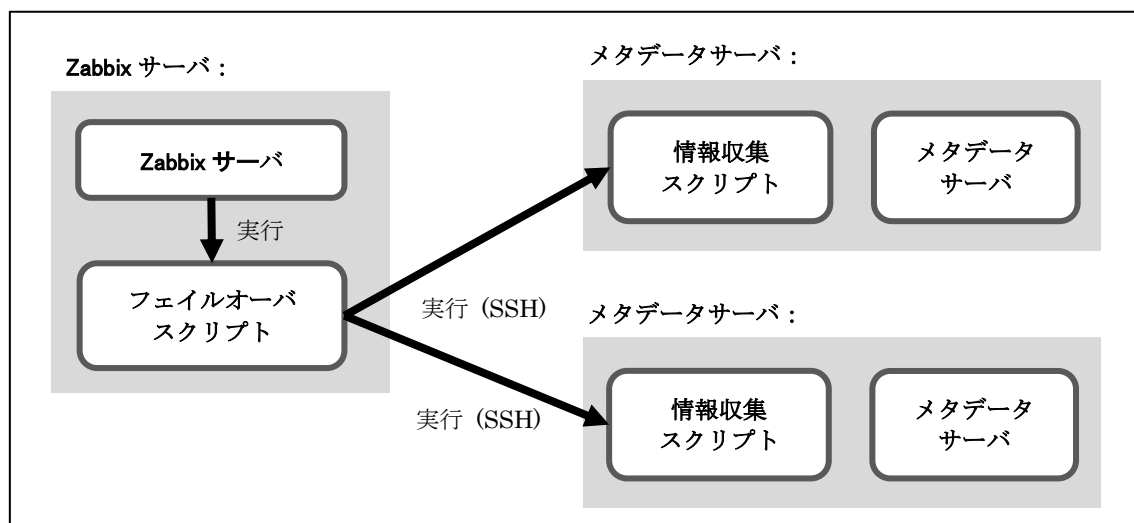 Zabbix サーバ：
Zabbix サーバ
実行
フェイルオーバ
スクリプト
実行 (SSH)
実行 (SSH)
メタデータサーバ：
情報収集
スクリプト
メタデータ
サーバ
メタデータサーバ：
情報収集
スクリプト
メタデータ
サーバ